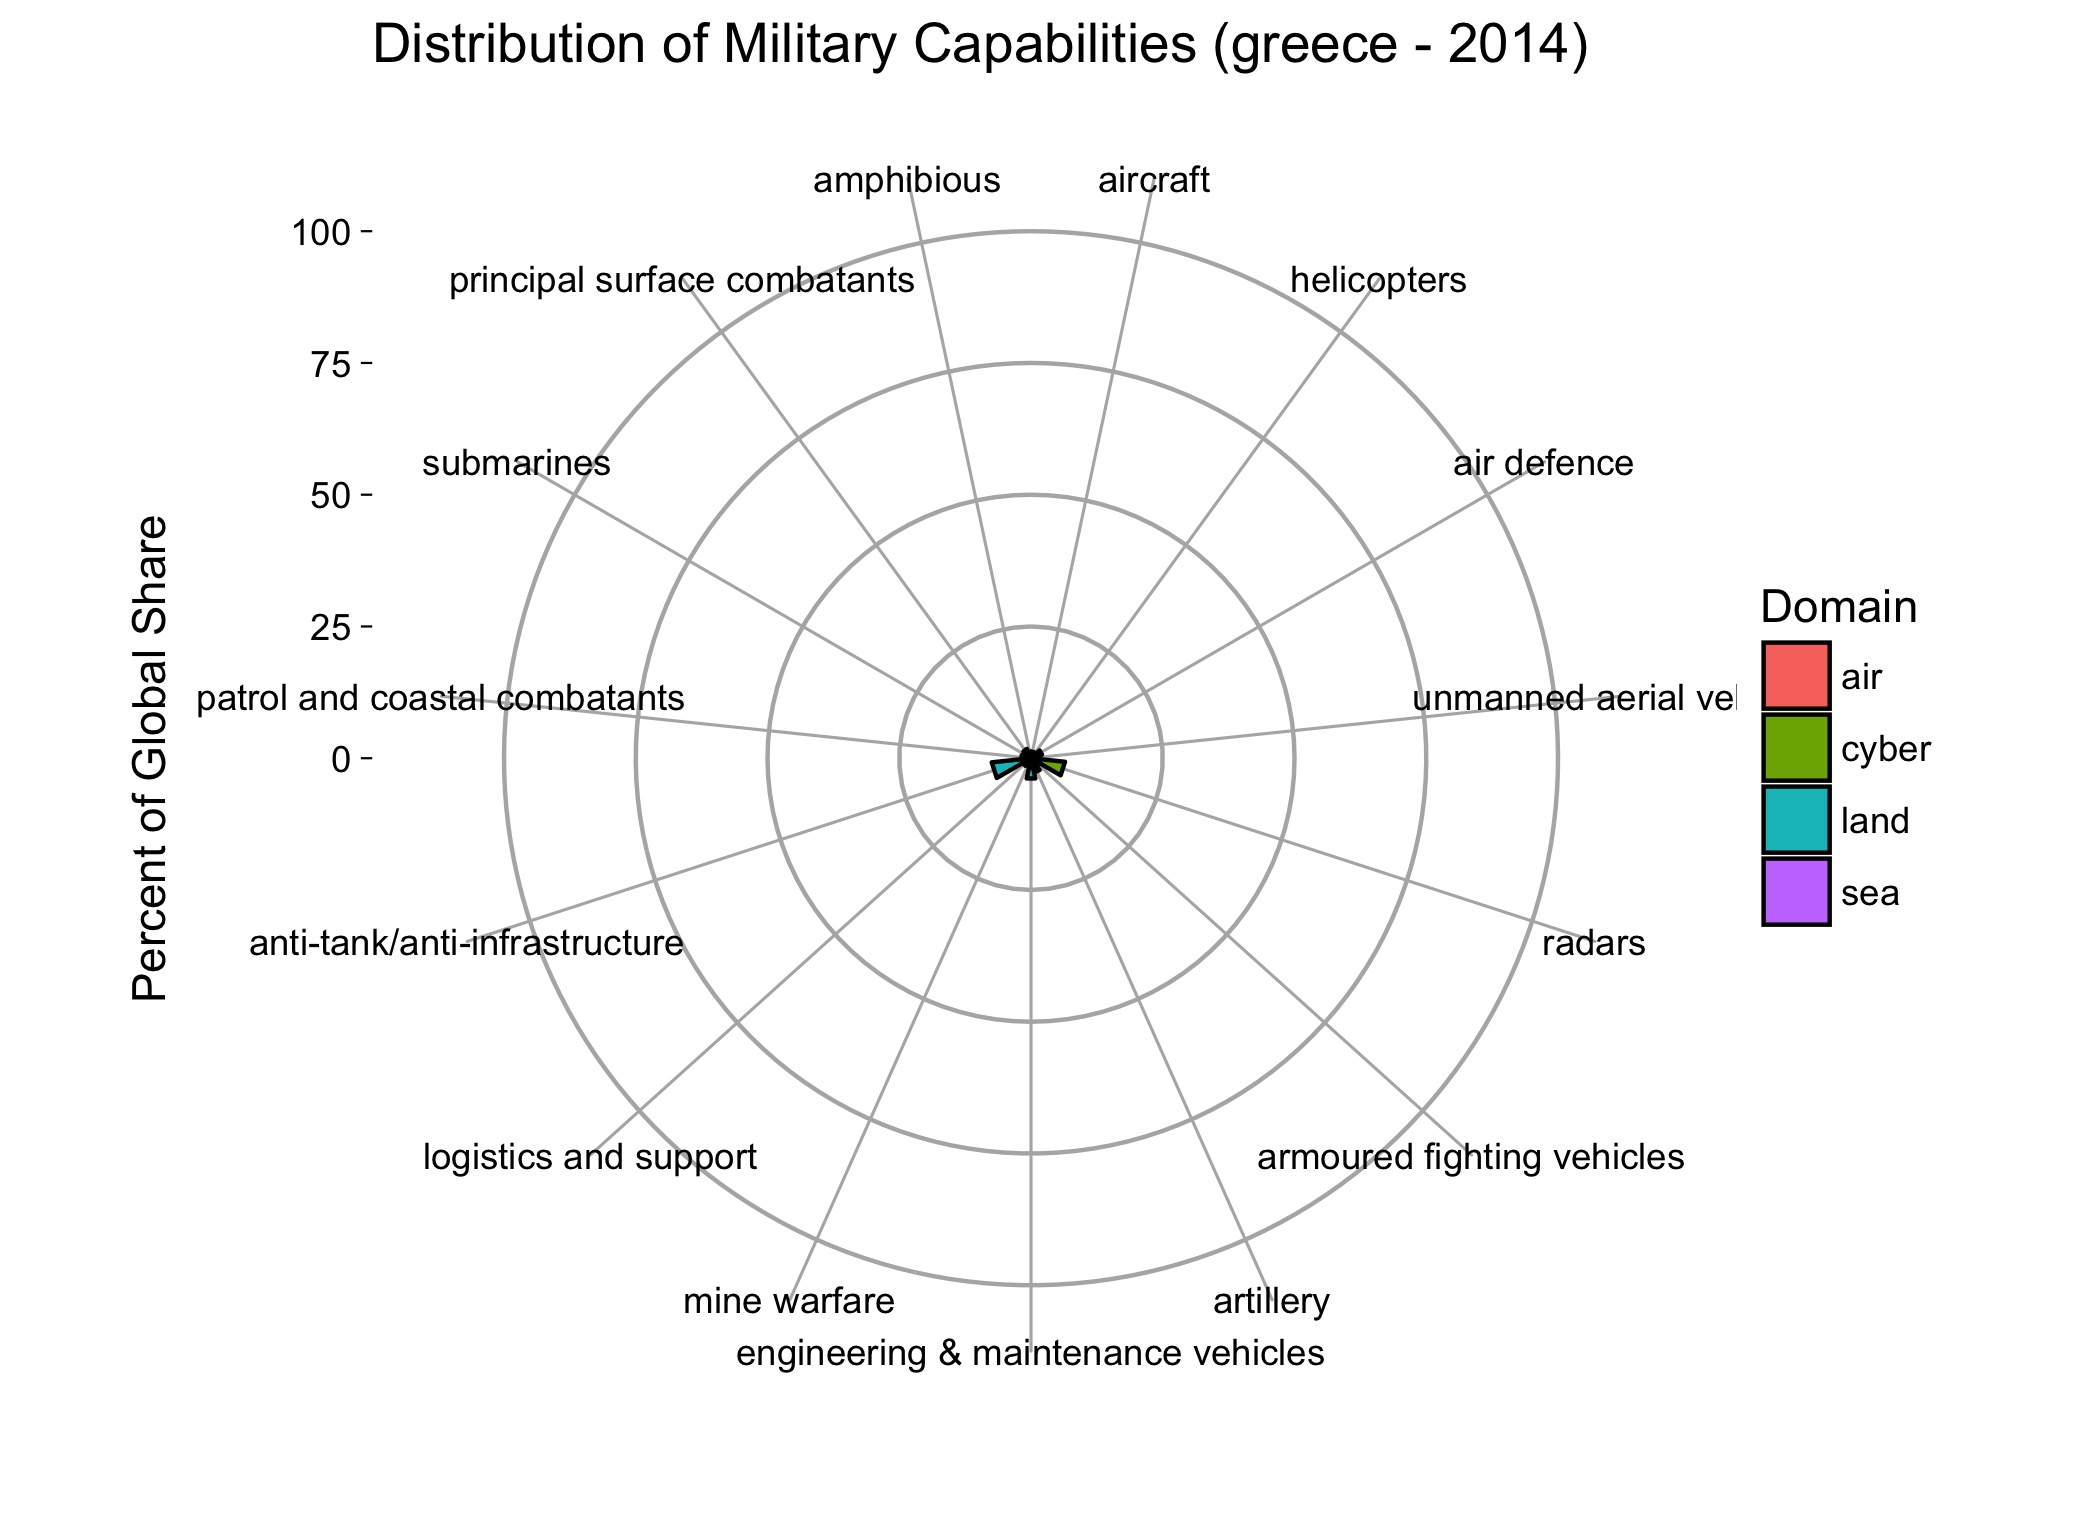 Distribution of Military Capabilities (greece - 2014)
amphibious
aircraft
100
principal surface combatants
helicopters
75
submarines
air defence
50
25
patrol and coastal combatants
unmanned aerial vel
0
Percent of Global Share
anti-tank/anti-infrastructure
radars
logistics and support
armoured fighting vehicles
mine warfare
artillery
engineering & maintenance vehicles
Domain
air
cyber
land
sea